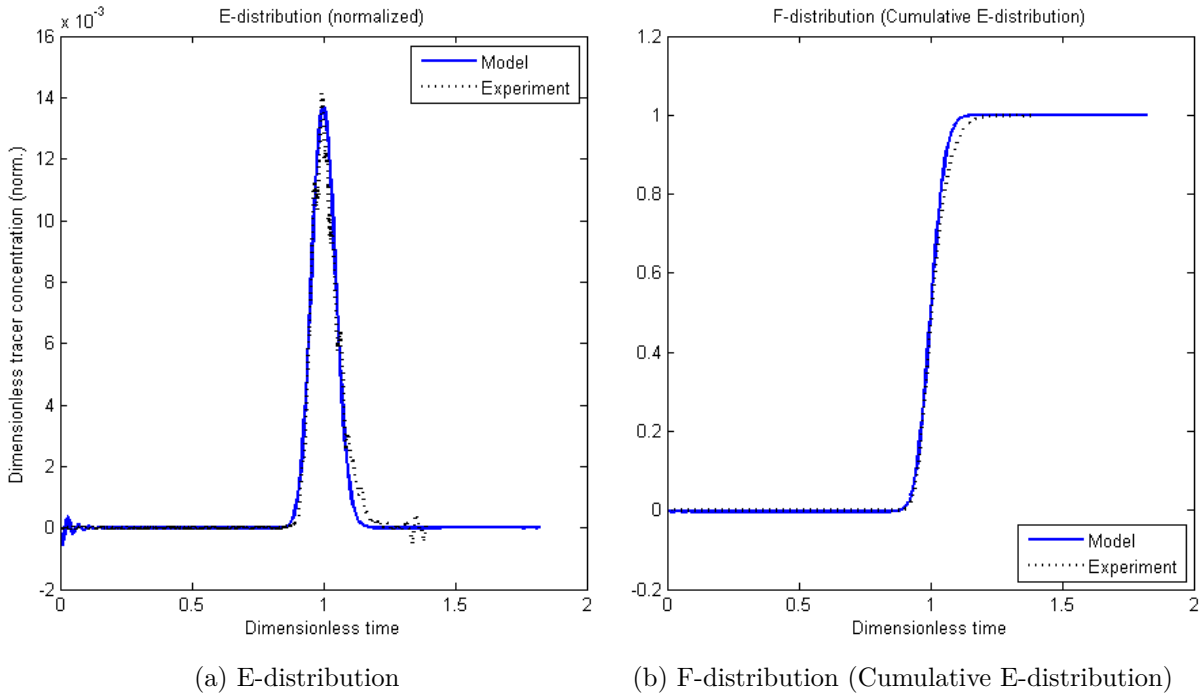 E-distribution (normalized)
x 10⁻³
16
14
12
10
8
6
4
2
0
-2
Dimensionless tracer concentration (norm.)
Model
Experiment
0
0.5
1
1.5
2
Dimensionless time
(a) E-distribution
F-distribution (Cumulative E-distribution)
1.2
1
0.8
0.6
0.4
0.2
0
-0.2
Model
Experiment
0
0.5
1
1.5
2
Dimensionless time
(b) F-distribution (Cumulative E-distribution)